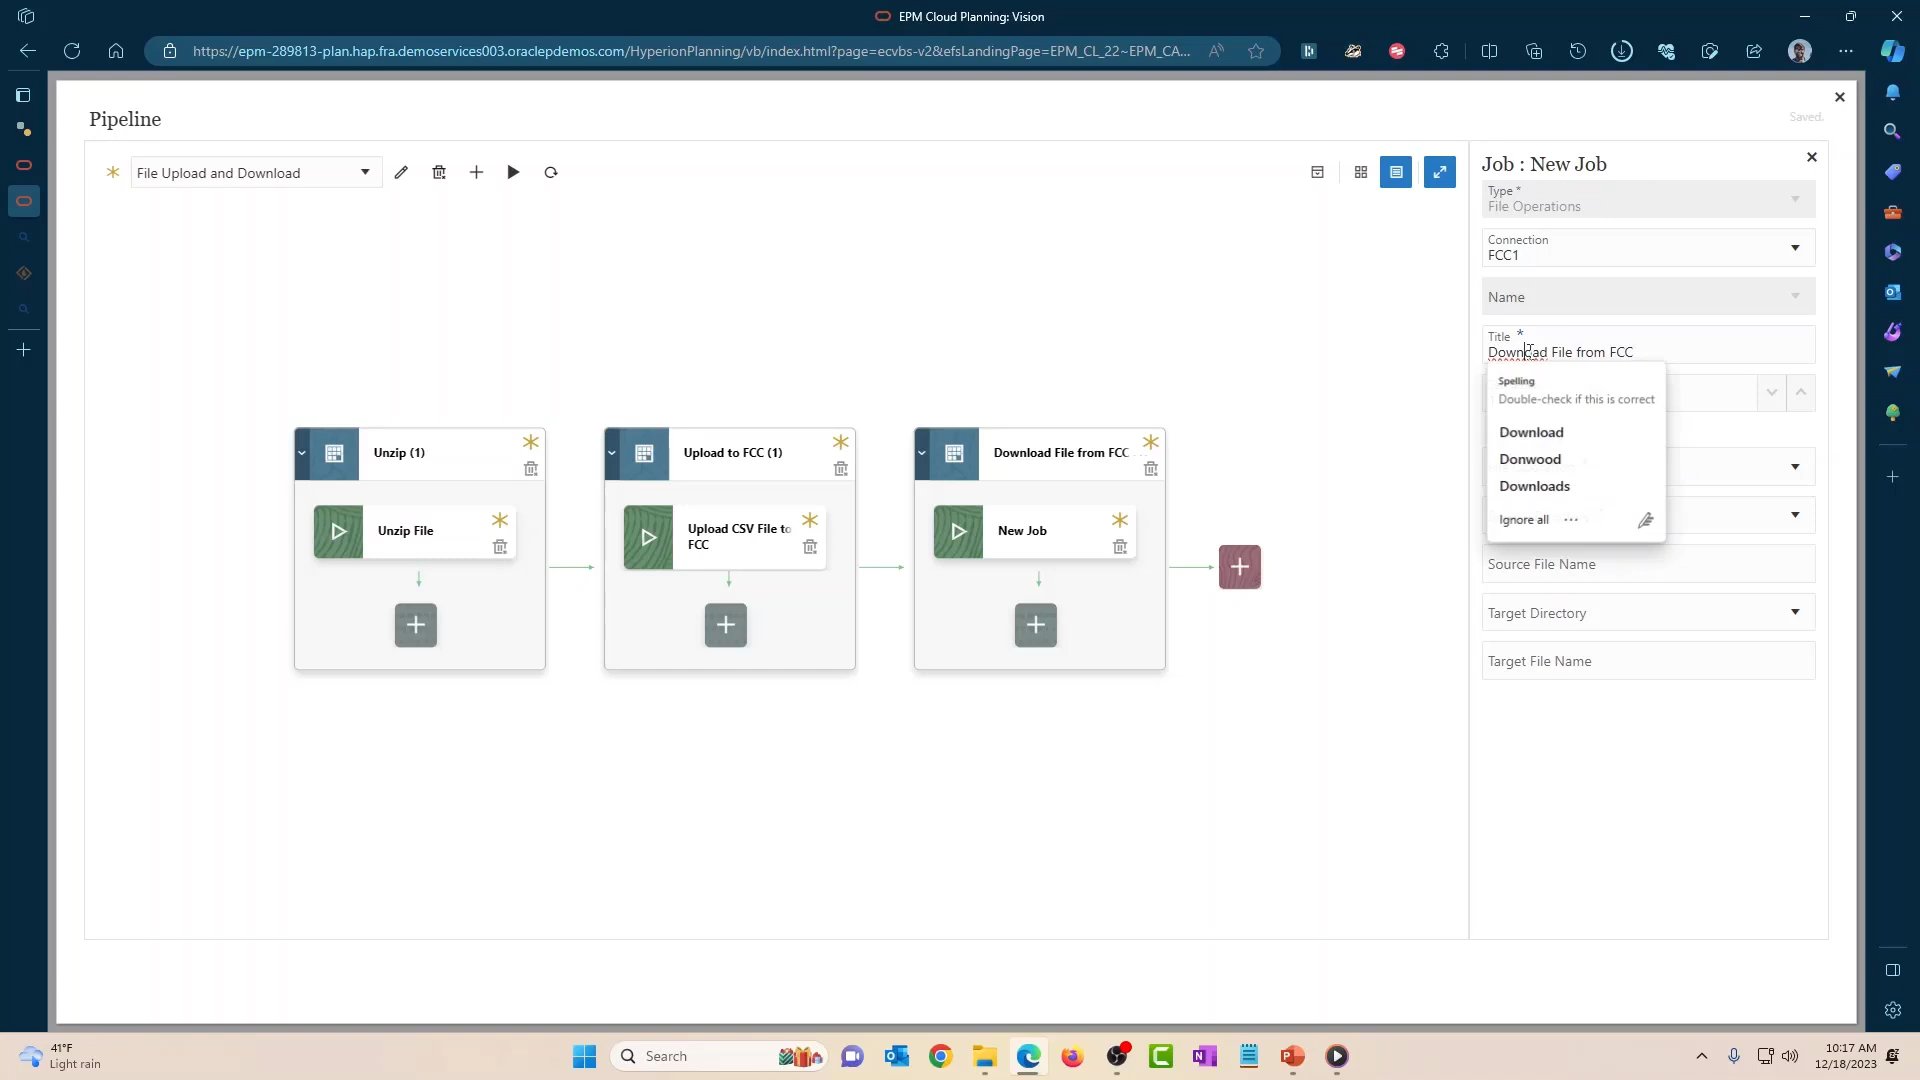 EPM Cloud Planning: Vision
https://epm-289813-plan.hap.fra.demoservices003.oraclepdemos.com/HyperionPlanning/vb/index.html?page=ecvbs-v2&efsLandingPage=EPM_CL_22~EPM_CA...
Pipeline
Saved.
File Upload and Download
Job : New Job
Type *
File Operations
Connection
FCC1
Name
Title *
File from FCC
Spelling
Double-check if this is correct
Download
Donwood
Downloads
Ignore all ...
Source File Name
Target Directory
Target File Name
Unzip (1)
Unzip File
Upload to FCC (1)
Upload CSV File to
FCC
Download File from FCC
New Job
41°F
Light rain
Search
10:17 AM
12/18/2023